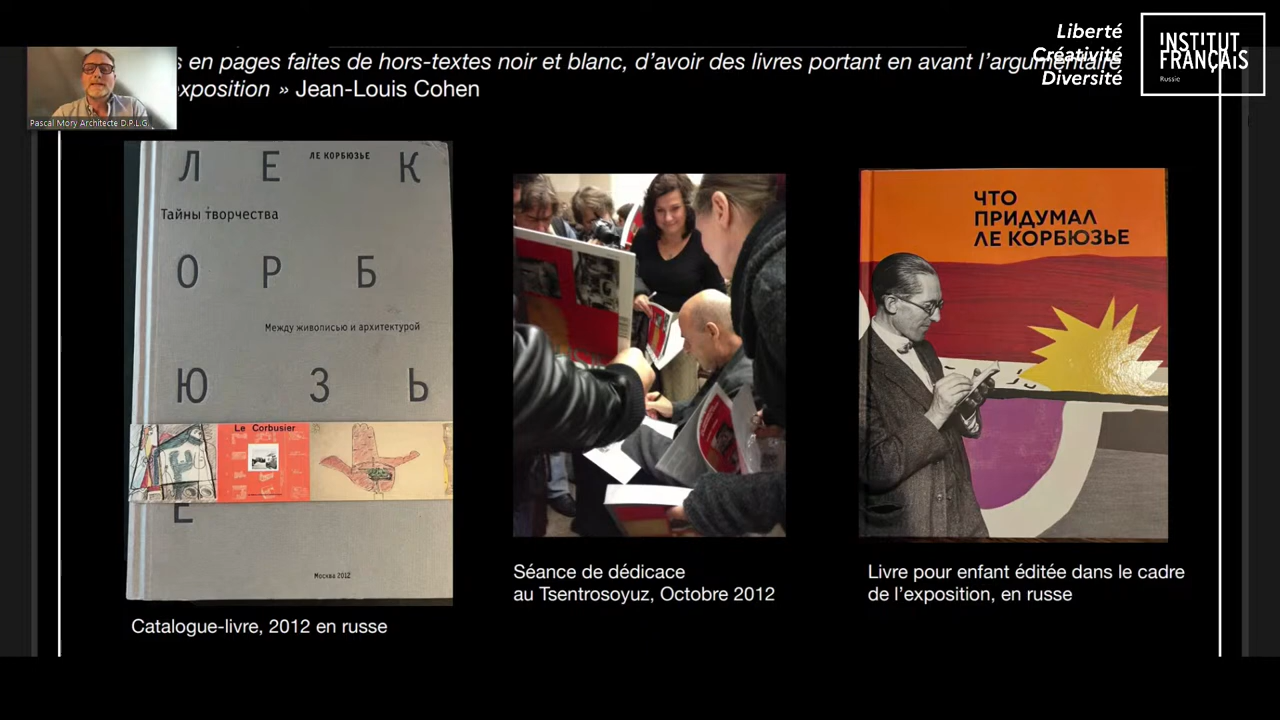 s en pages faites de hors-textes noir et blanc, d'avoir des livres portant en avant l'argumentaire
exposition » Jean-Louis Cohen
Liberté
Créativité
Diversité
INSTITUT
FRANÇAIS
Russie
Pascal Mory Architecte D.P.L.G.
Л Е К
ЛЕ КОРБЮЗЬЕ
Тайны творчества
О Р Б
Между живописью и архитектурой
Ю З Ь
Le Corbusier
Е
Москва 2012
Catalogue-livre, 2012 en russe
Séance de dédicace
au Tsentrosoyuz, Octobre 2012
ЧТО
ПРИДУМАЛ
ЛЕ КОРБЮЗЬЕ
Livre pour enfant éditée dans le cadre
de l'exposition, en russe